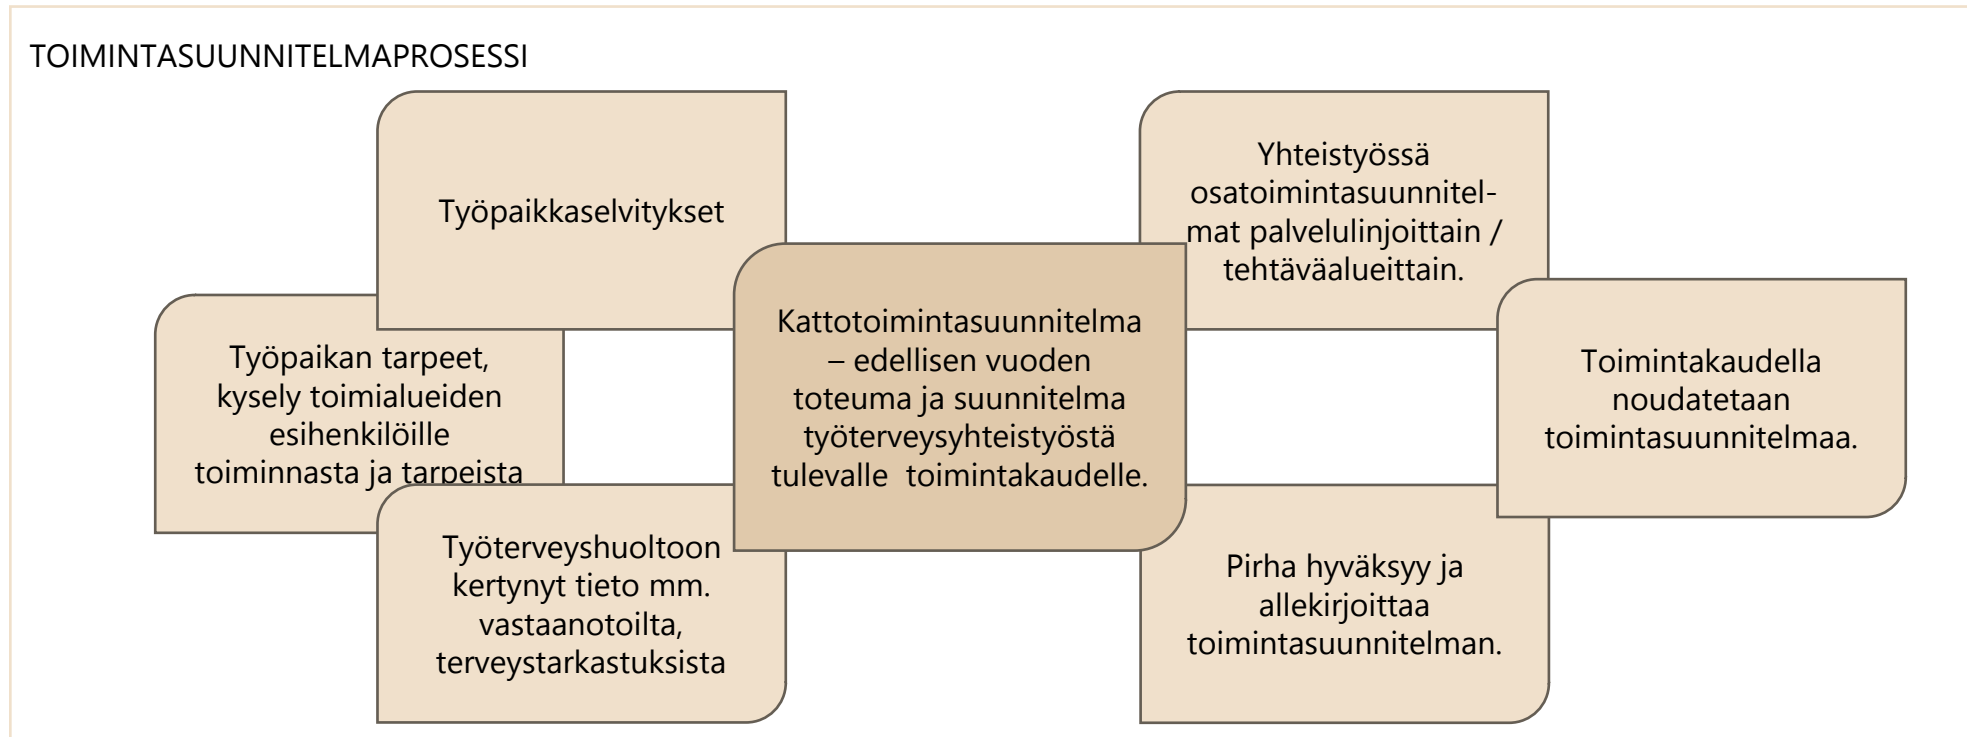 TOIMINTASUUNNITELMAPROSESSI
Työpaikkaselvitykset
Työpaikan tarpeet,
kysely toimialueiden
esihenkilöille
toiminnasta ja tarpeista
Työterveyshuoltoon
kertynyt tieto mm.
vastaanotoilta,
terveystarkastuksista
Kattotoimintasuunnitelma
– edellisen vuoden
toteuma ja suunnitelma
työterveysyhteistyöstä
tulevalle  toimintakaudelle.
Yhteistyössä
osatoimintasuunnitel-
mat palvelulinjoittain /
tehtäväalueittain.
Toimintakaudella
noudatetaan
toimintasuunnitelmaa.
Pirha hyväksyy ja
allekirjoittaa
toimintasuunnitelman.